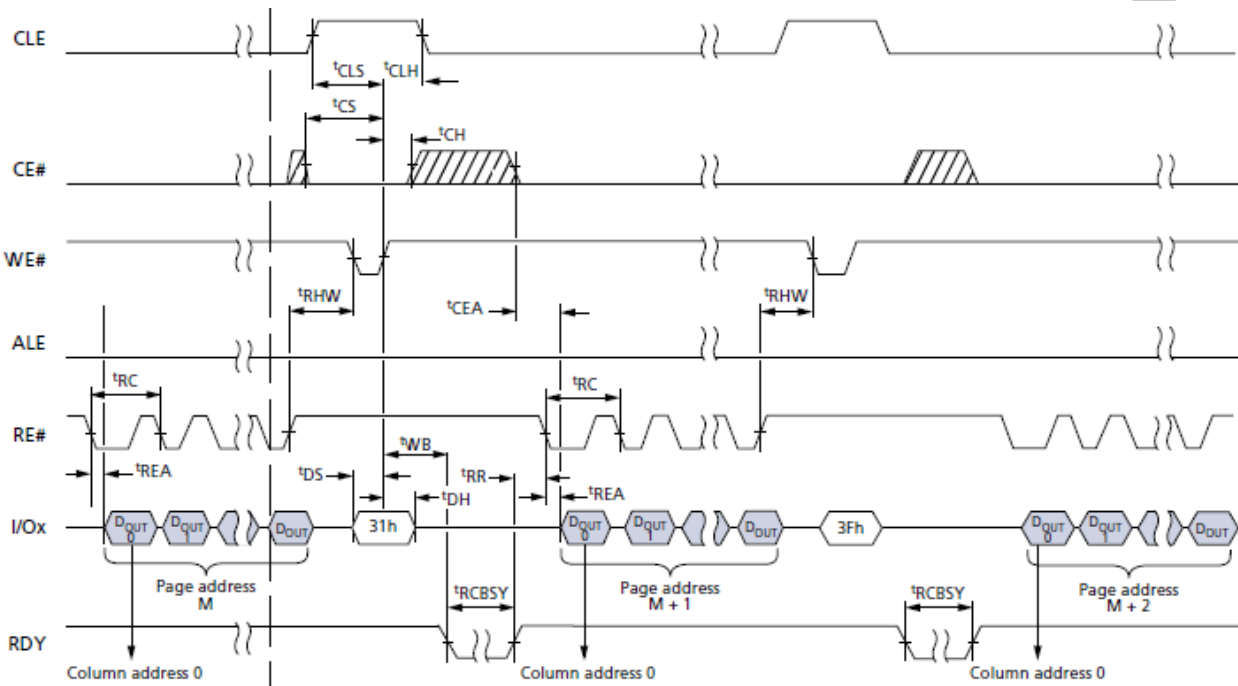 CLE
tCLS
tCLH
tCS
tCH
CE#
WE#
tRHW
tCEA
tRHW
ALE
tRC
tRC
RE#
tWB
tREA
tDS
tRR
tDH
tREA
I/Ox
DOUT 0
DOUT 1
DOUT
31h
DOUT 0
DOUT 1
DOUT
3Fh
DOUT 0
DOUT 1
DOUT
Page address
M
Page address
M + 1
Page address
M + 2
tRCBSY
tRCBSY
RDY
Column address 0
Column address 0
Column address 0